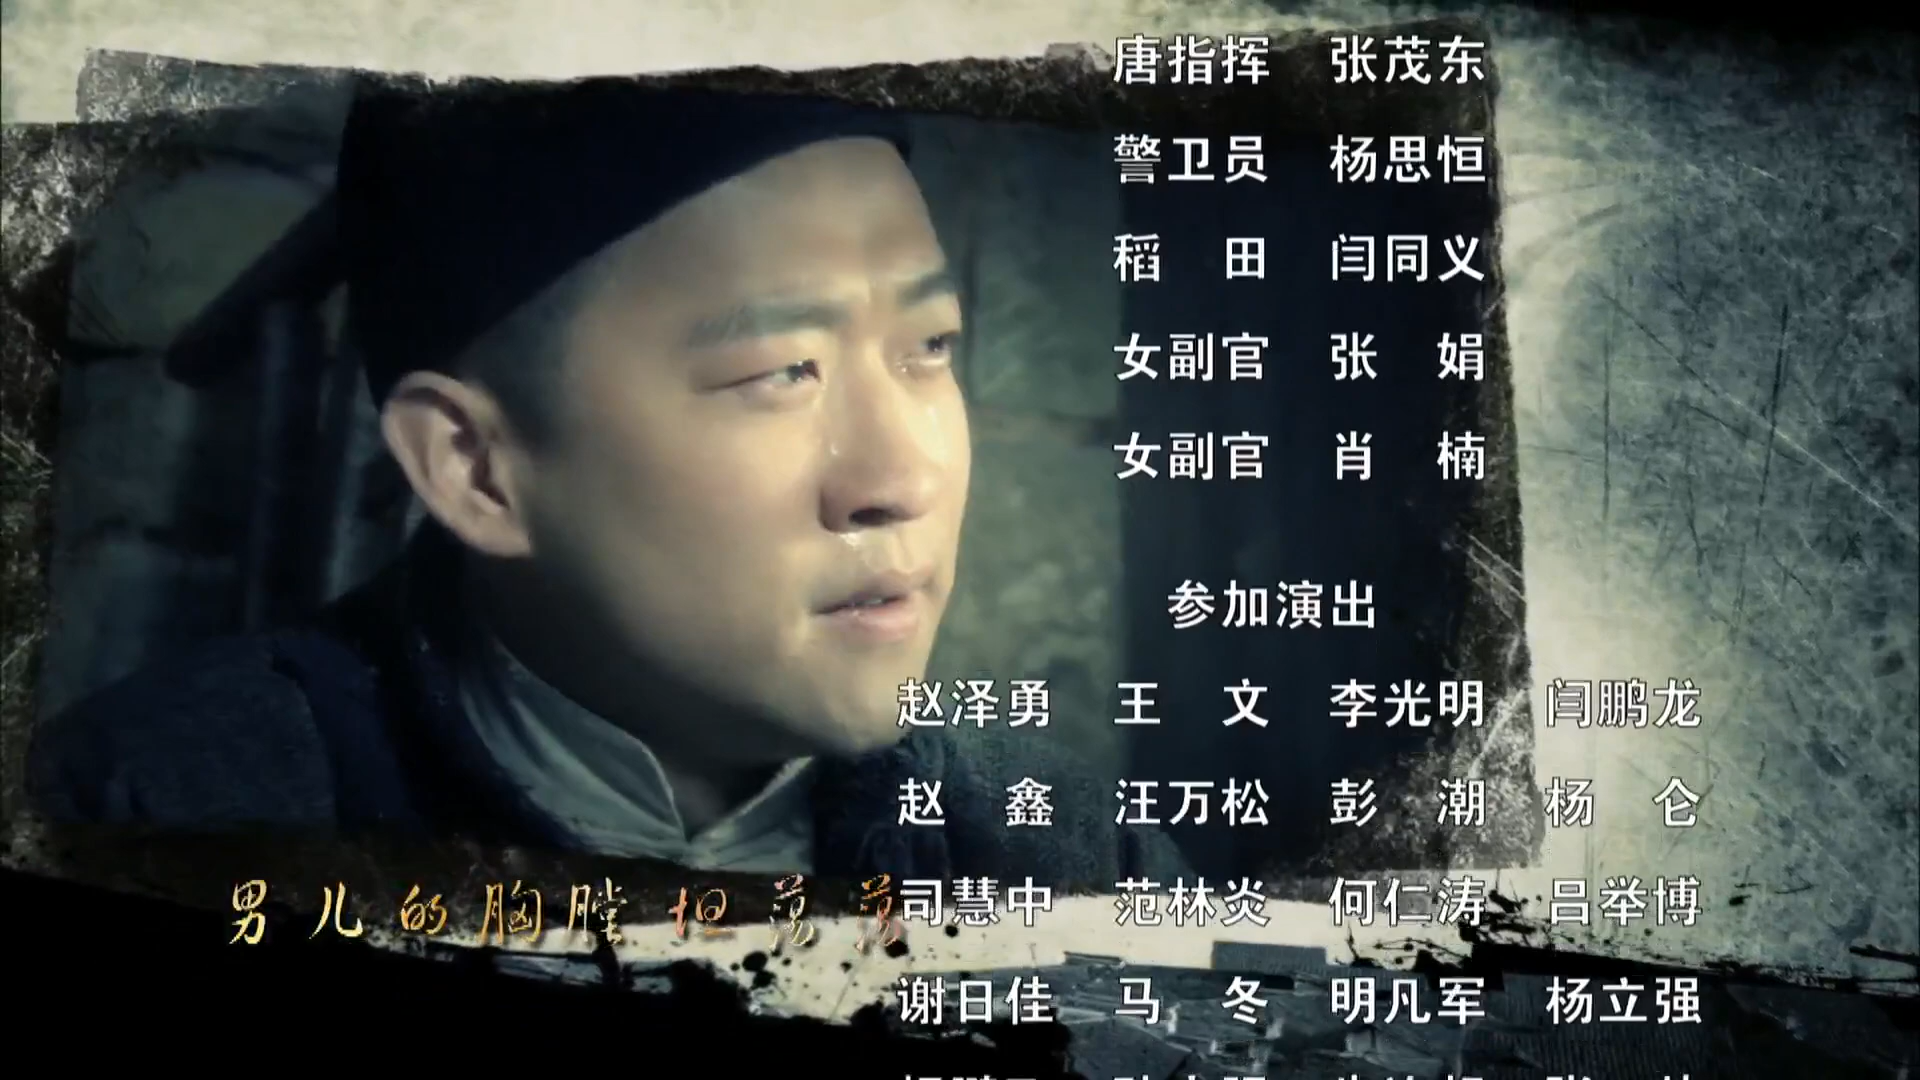 唐指挥 张茂东
警卫员 杨思恒
稻 田 闫同义
女副官 张 娟
女副官 肖 楠
参加演出
赵泽勇 王 文 李光明 闫鹏龙
赵 鑫 汪万松 彭 潮 杨 仑
司慧中 范林炎 何仁涛 吕举博
男儿的胸膛坦荡荡
谢日佳 马 冬 明凡军 杨立强